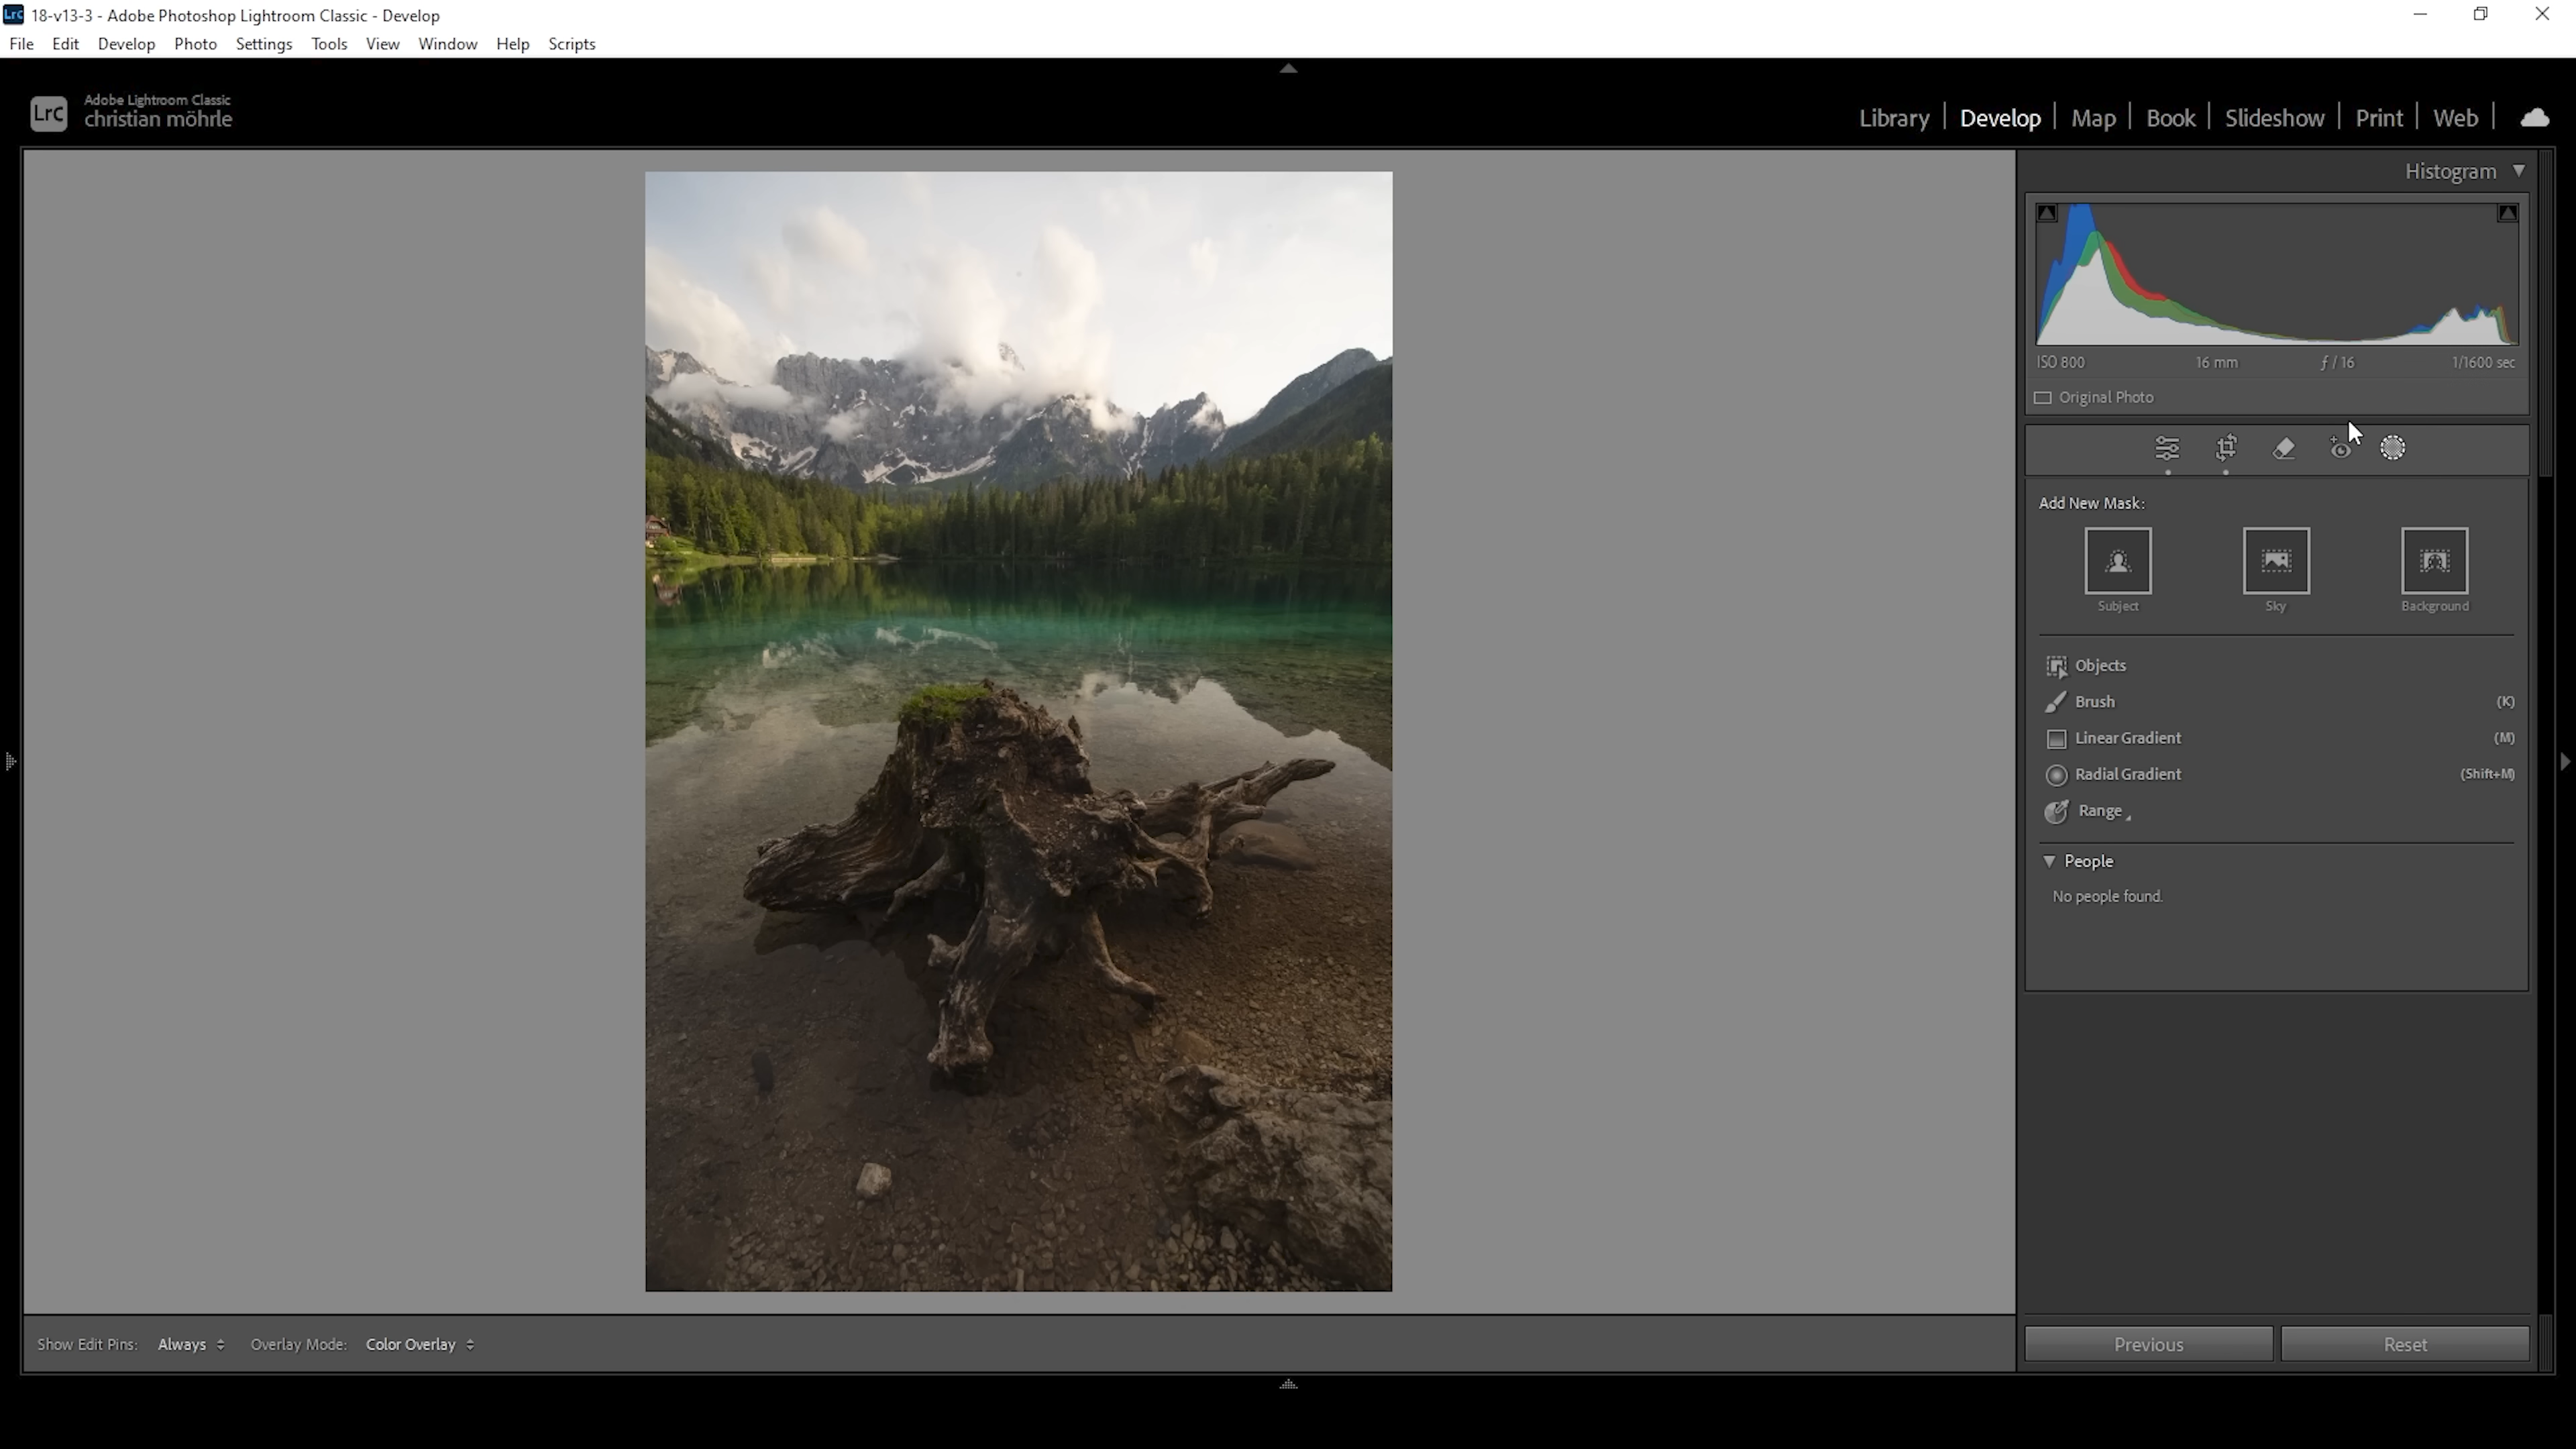 Lrc 18-v13-3 - Adobe Photoshop Lightroom Classic - Develop
File Edit Develop Photo Settings Tools View Window Help Scripts
Lrc Adobe Lightroom Classic
christian möhrle
Library | Develop | Map | Book | Slideshow | Print | Web |
Histogram
ISO 800 16 mm ƒ / 16 1/1600 sec
Original Photo
Add New Mask:
Subject Sky Background
Objects
Brush (K)
Linear Gradient (M)
Radial Gradient (Shift+M)
Range
People
No people found.
Show Edit Pins: Always Overlay Mode: Color Overlay
Previous Reset